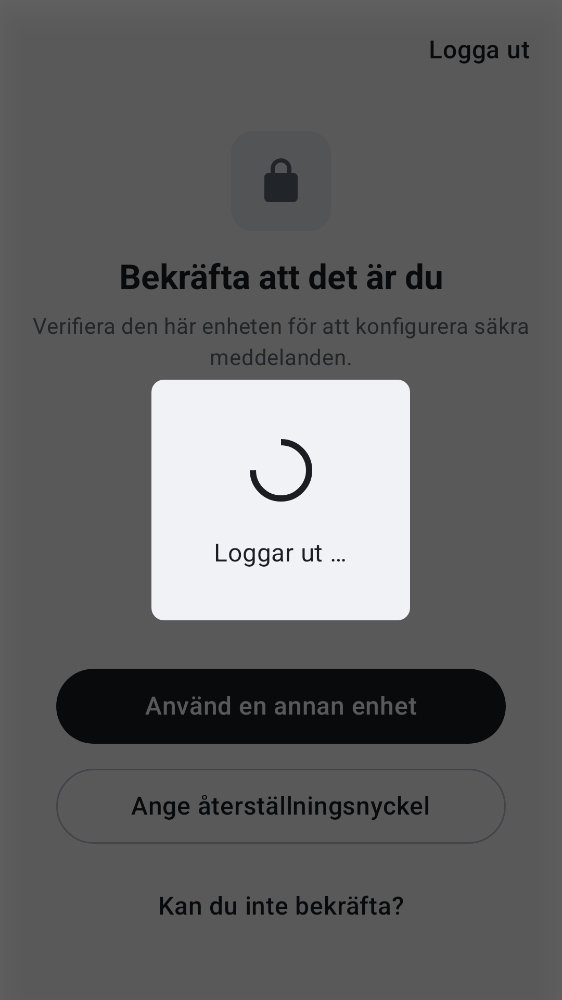 Logga ut
Bekräfta att det är du
Verifiera den här enheten för att konfigurera säkra
meddelanden.
Loggar ut …
Använd en annan enhet
Ange återställningsnyckel
Kan du inte bekräfta?